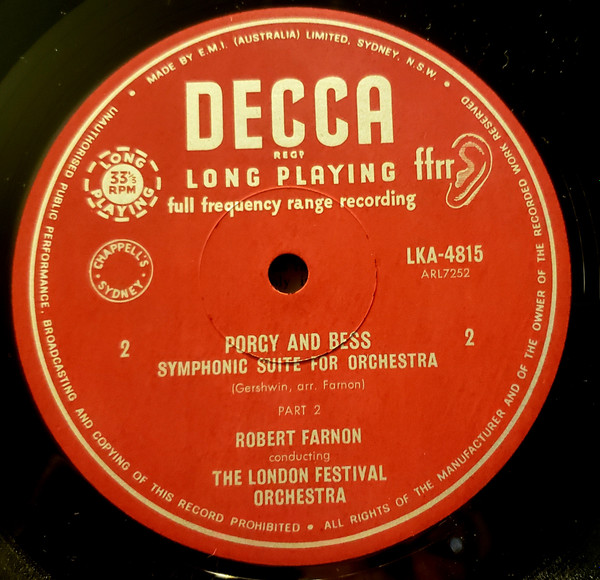 MADE BY E.M.I. (AUSTRALIA) LIMITED, SYDNEY, N.S.W. •
DECCA
REGD
LONG PLAYING
ffrr
full frequency range recording
LONG
33⅓
RPM
PLAYING
CHAPPELL'S
SYDNEY
LKA-4815
ARL7252
2
2
PORGY AND BESS
SYMPHONIC SUITE FOR ORCHESTRA
(Gershwin, arr. Farnon)
PART 2
ROBERT FARNON
conducting
THE LONDON FESTIVAL
ORCHESTRA
UNAUTHORISED PUBLIC PERFORMANCE, BROADCASTING AND COPYING OF THIS RECORD PROHIBITED • ALL RIGHTS OF THE MANUFACTURER AND OF THE OWNER OF THE RECORDED WORK RESERVED •